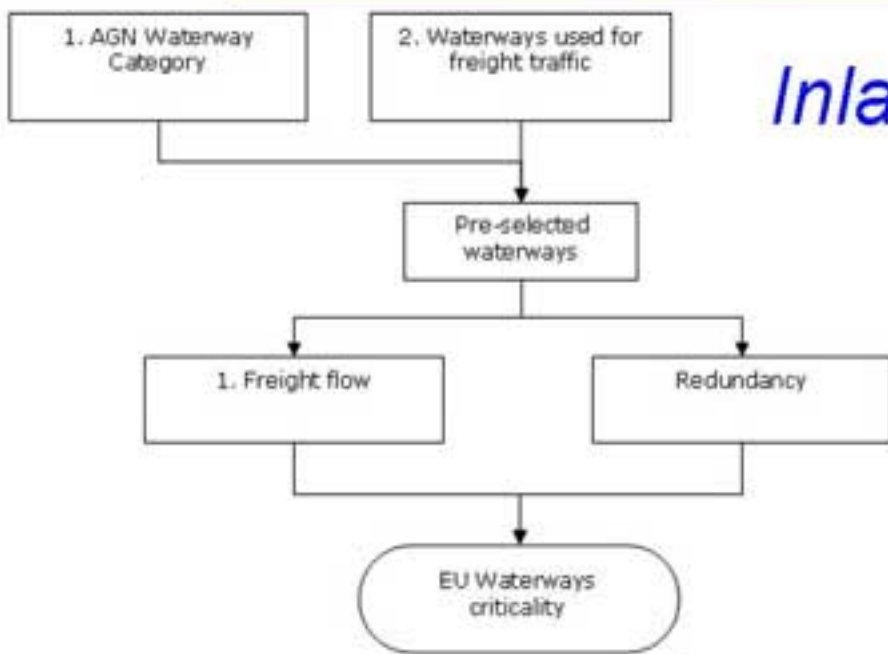 1. AGN Waterway
Category
2. Waterways used for
freight traffic
Inla
Pre-selected
waterways
1. Freight flow
Redundancy
EU Waterways
criticality